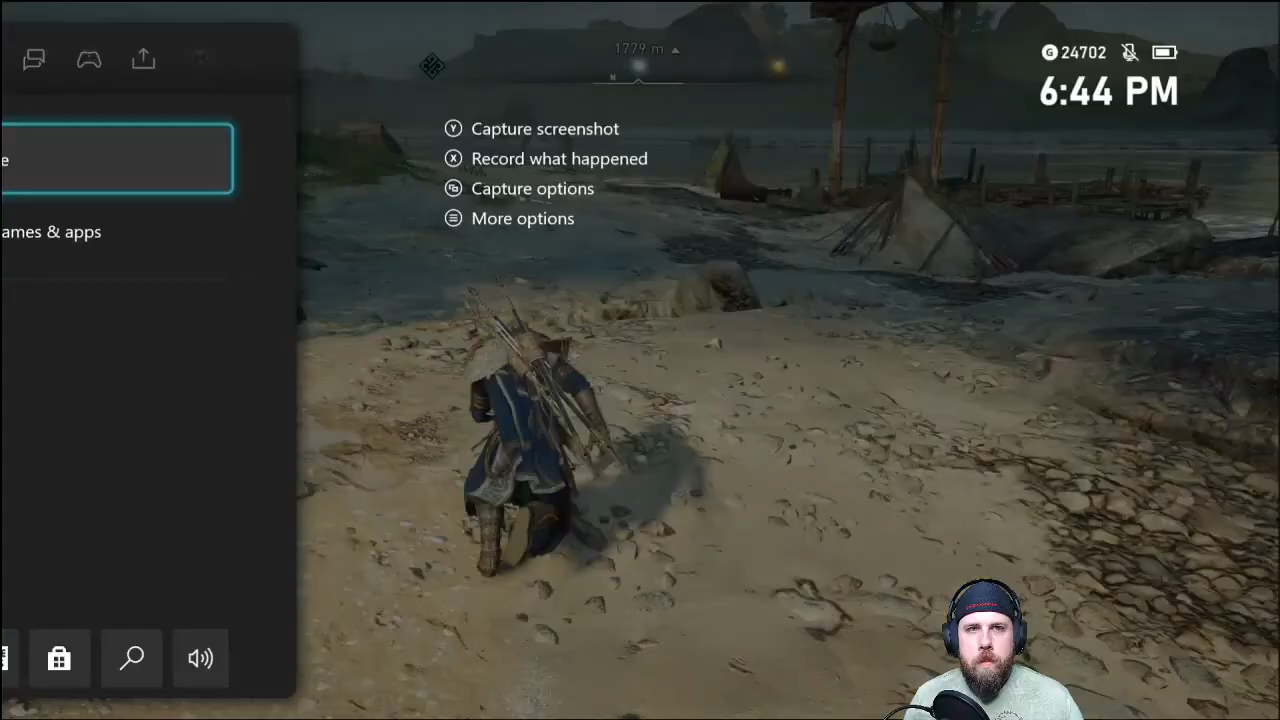 e
ames & apps
1779 m
N
Y Capture screenshot
X Record what happened
Capture options
More options
G 24702
6:44 PM